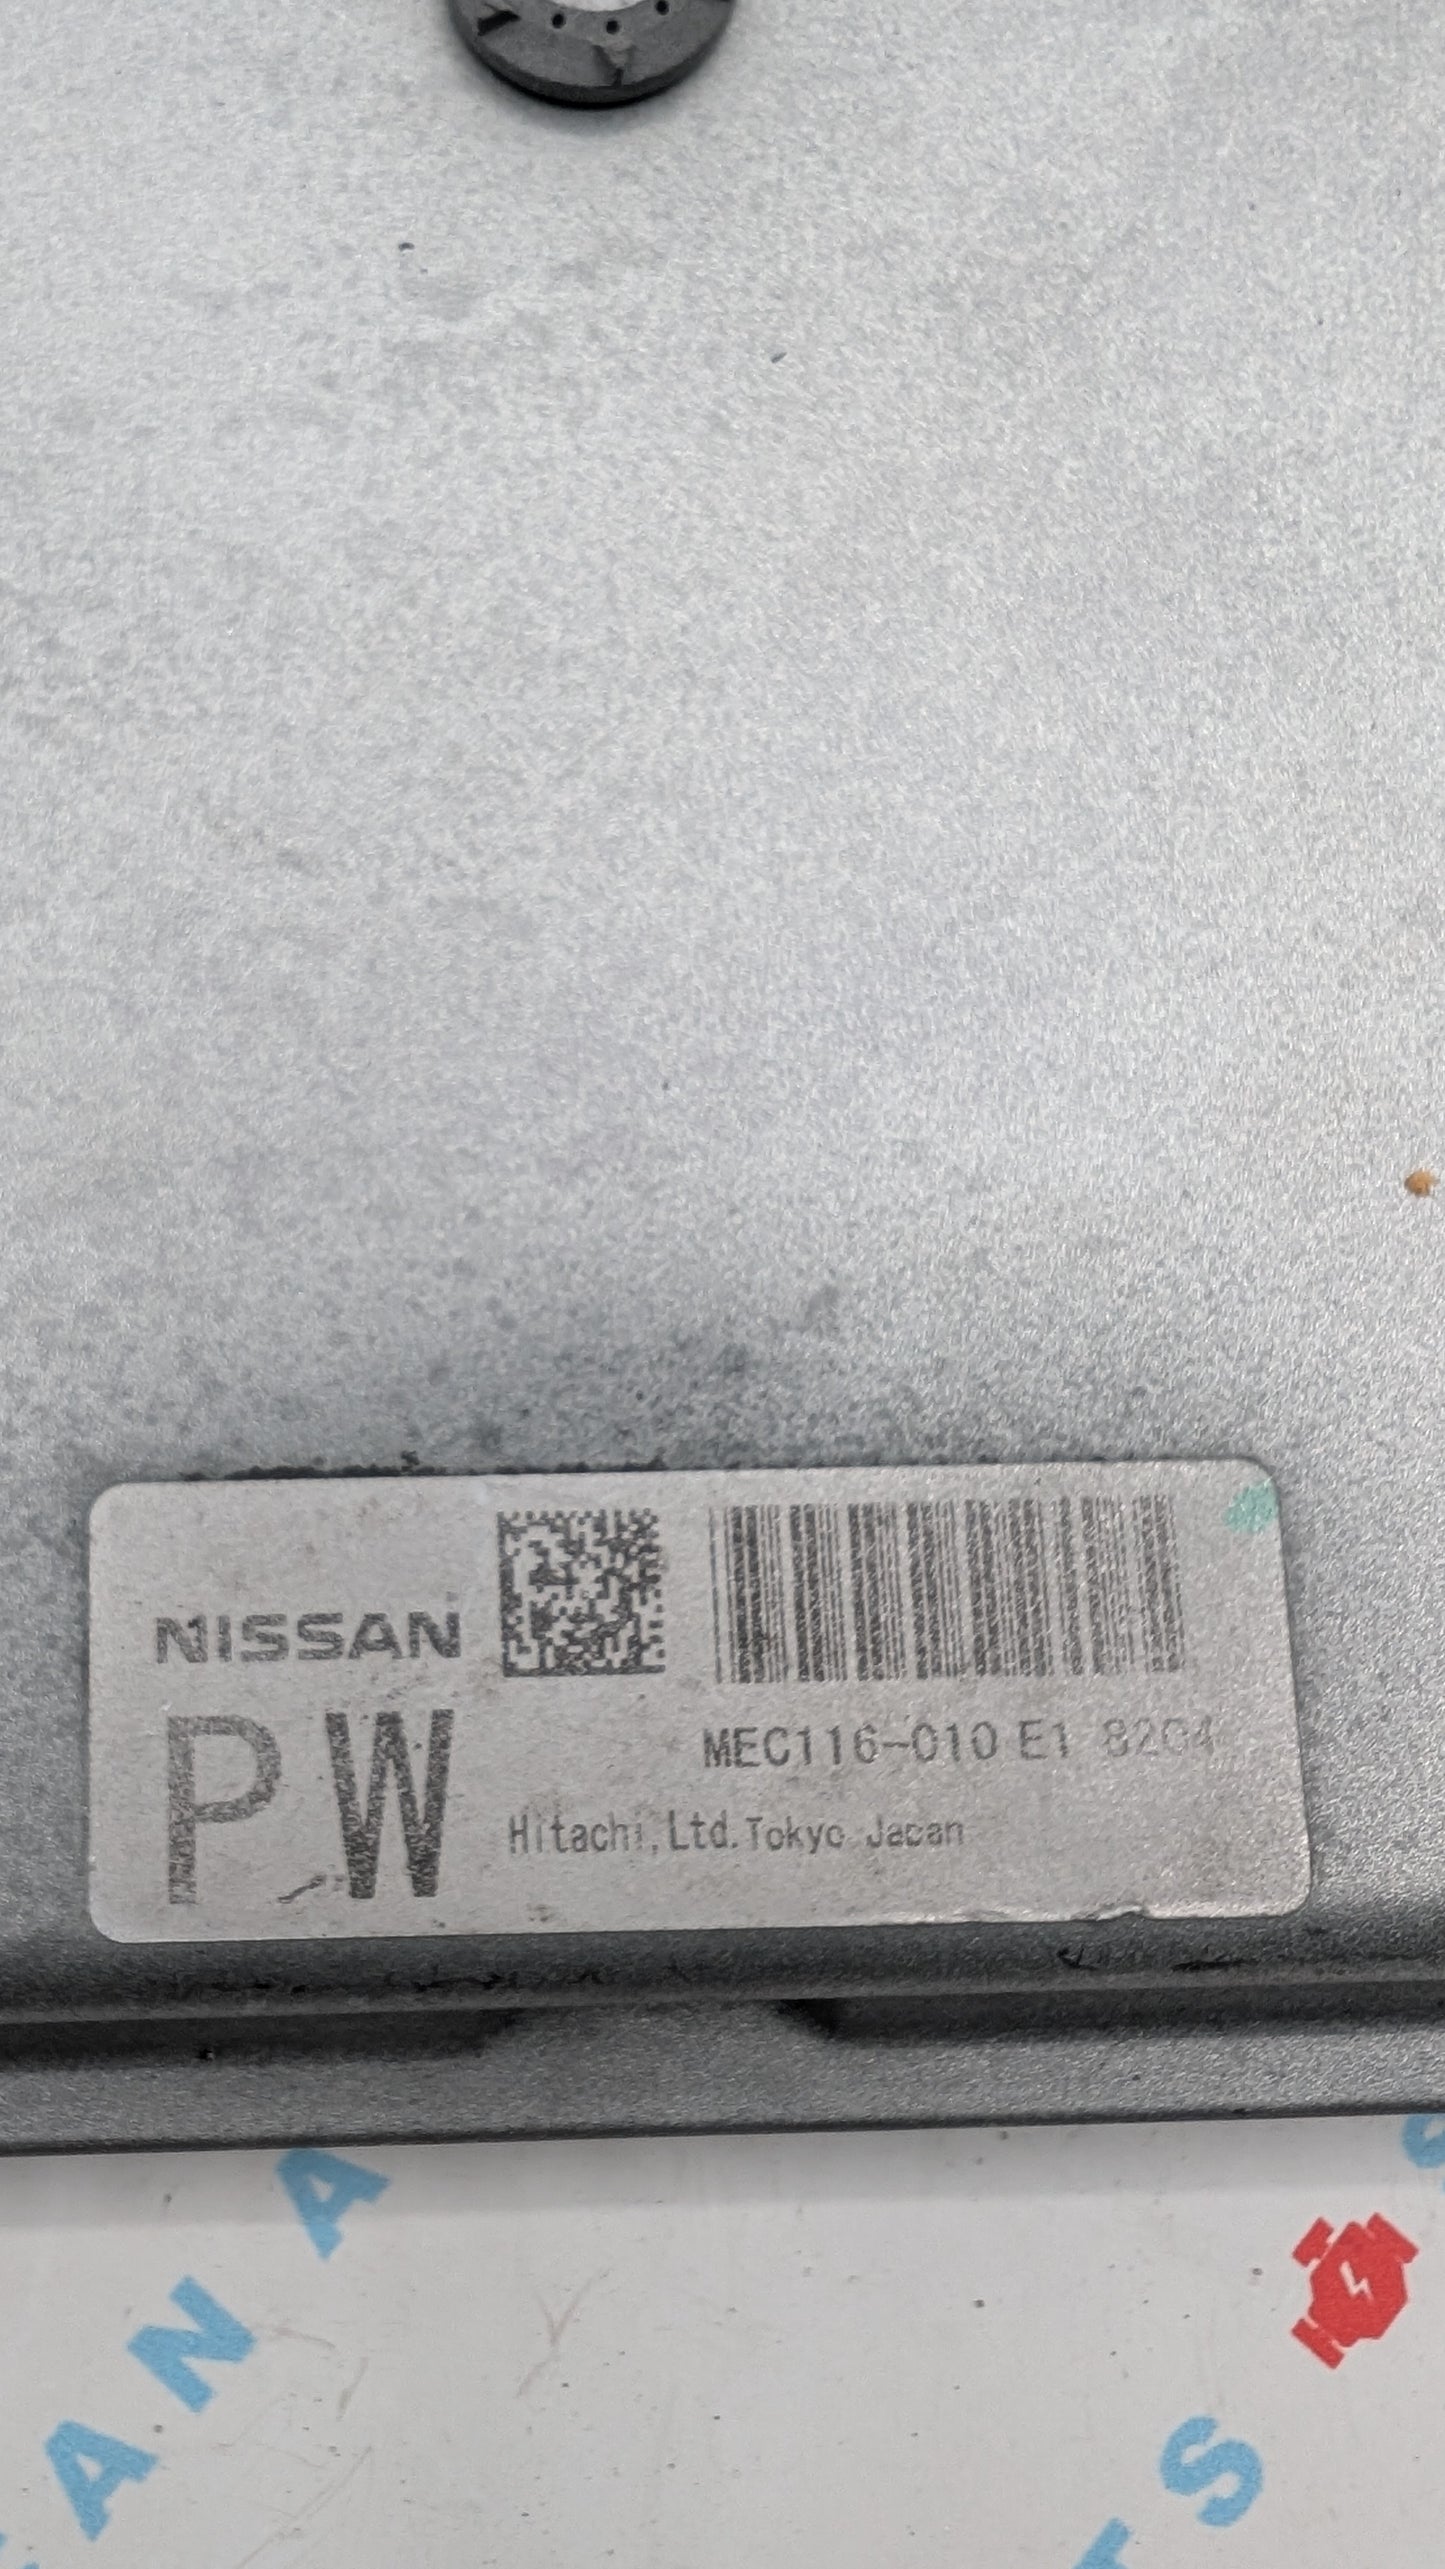 NISSAN
PW
MEC116-010 E1 8204
Hitachi,Ltd.Tokyo Japan
A
N
A
S